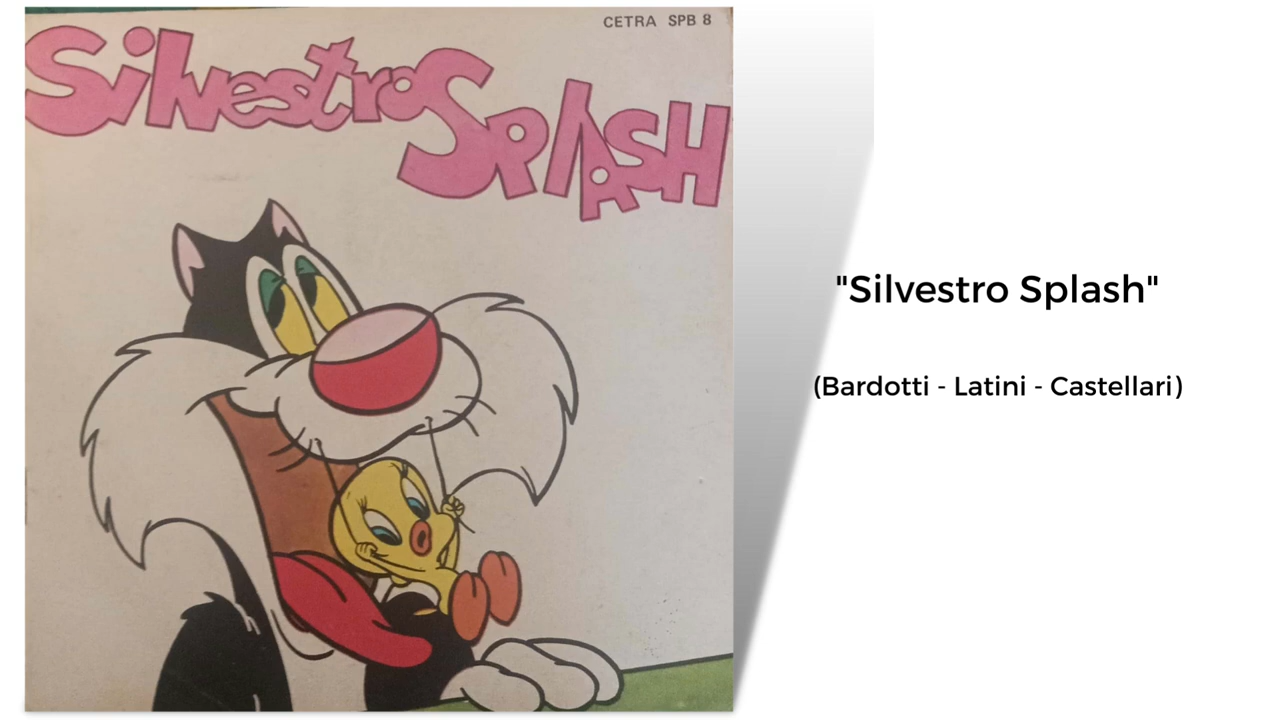 CETRA SPB 8
Silvestro
SPLASH
"Silvestro Splash"
(Bardotti - Latini - Castellari)